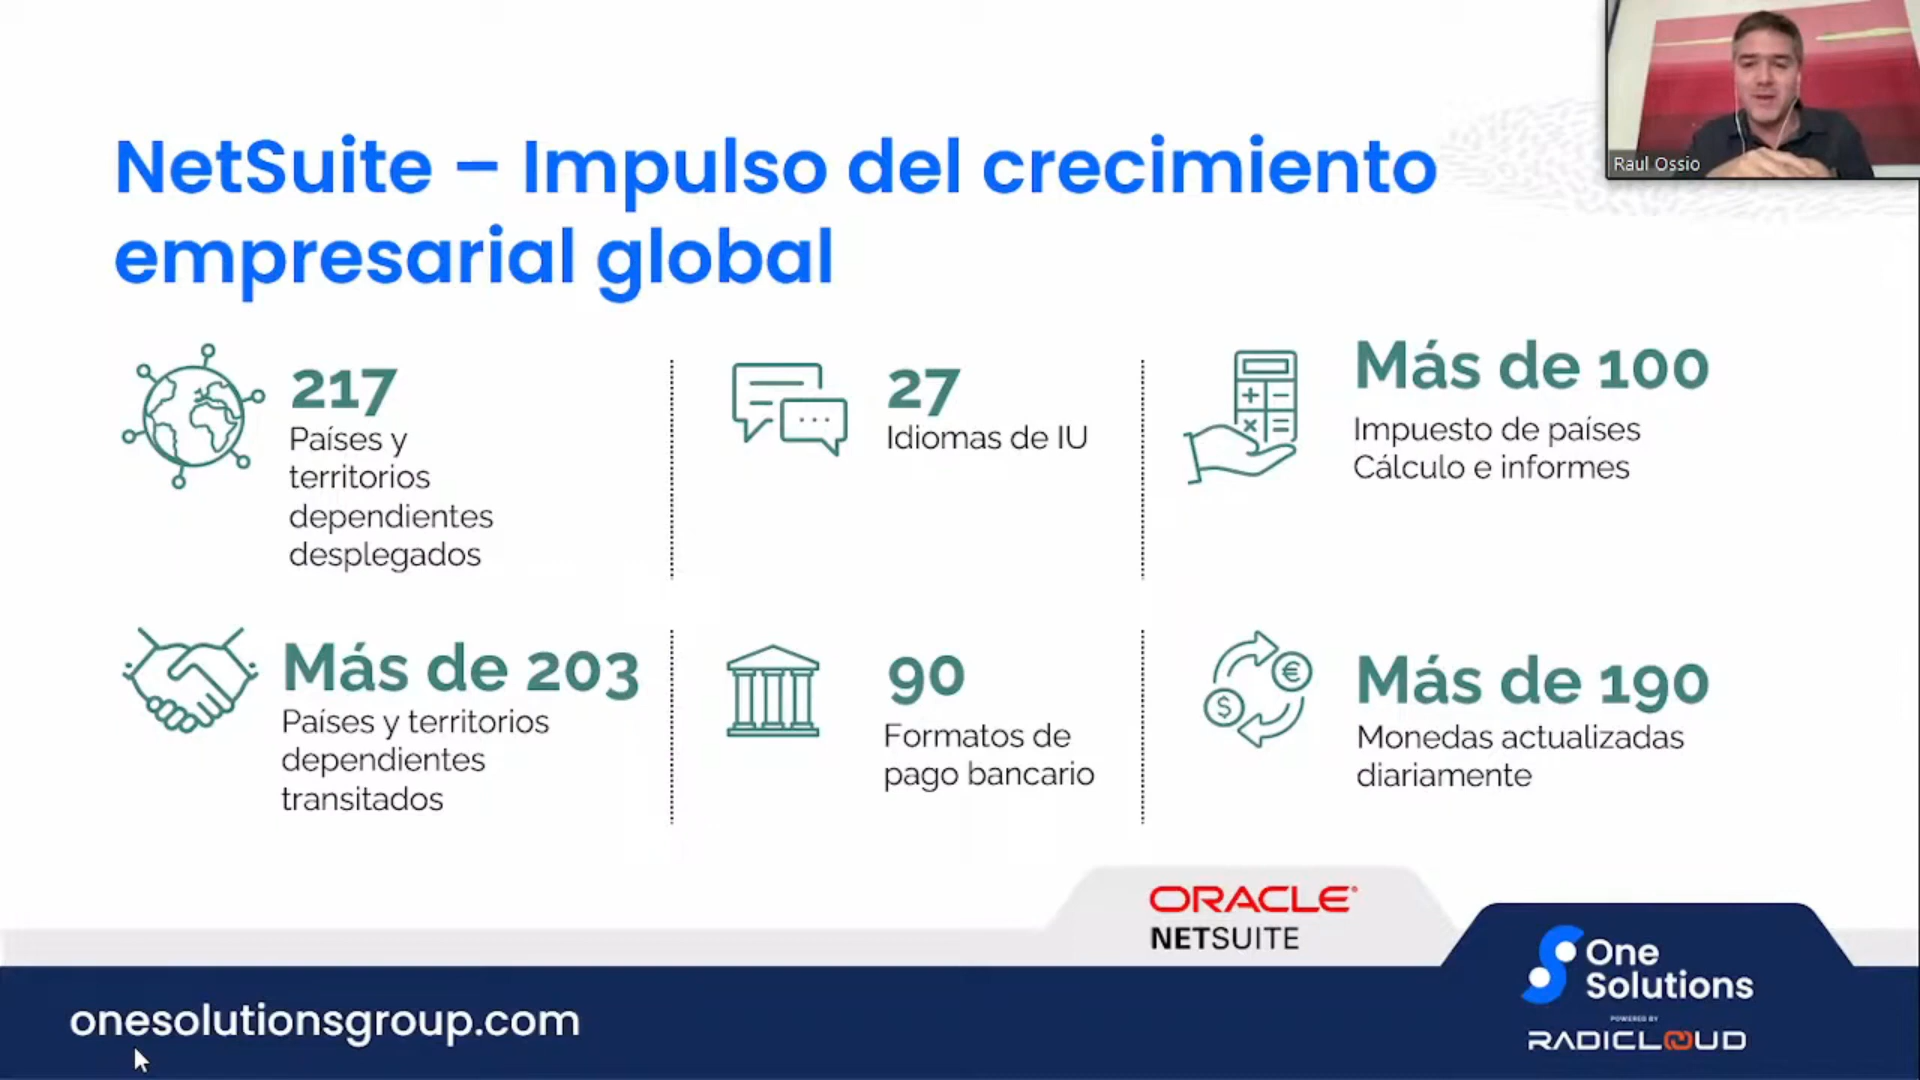 Raul Ossio
NetSuite – Impulso del crecimiento
empresarial global
217
Países y
territorios
dependientes
desplegados
27
Idiomas de IU
Más de 100
Impuesto de países
Cálculo e informes
Más de 203
Países y territorios
dependientes
transitados
90
Formatos de
pago bancario
Más de 190
Monedas actualizadas
diariamente
ORACLE
NETSUITE
One
Solutions
POWERED BY
RADICLOUD
onesolutionsgroup.com